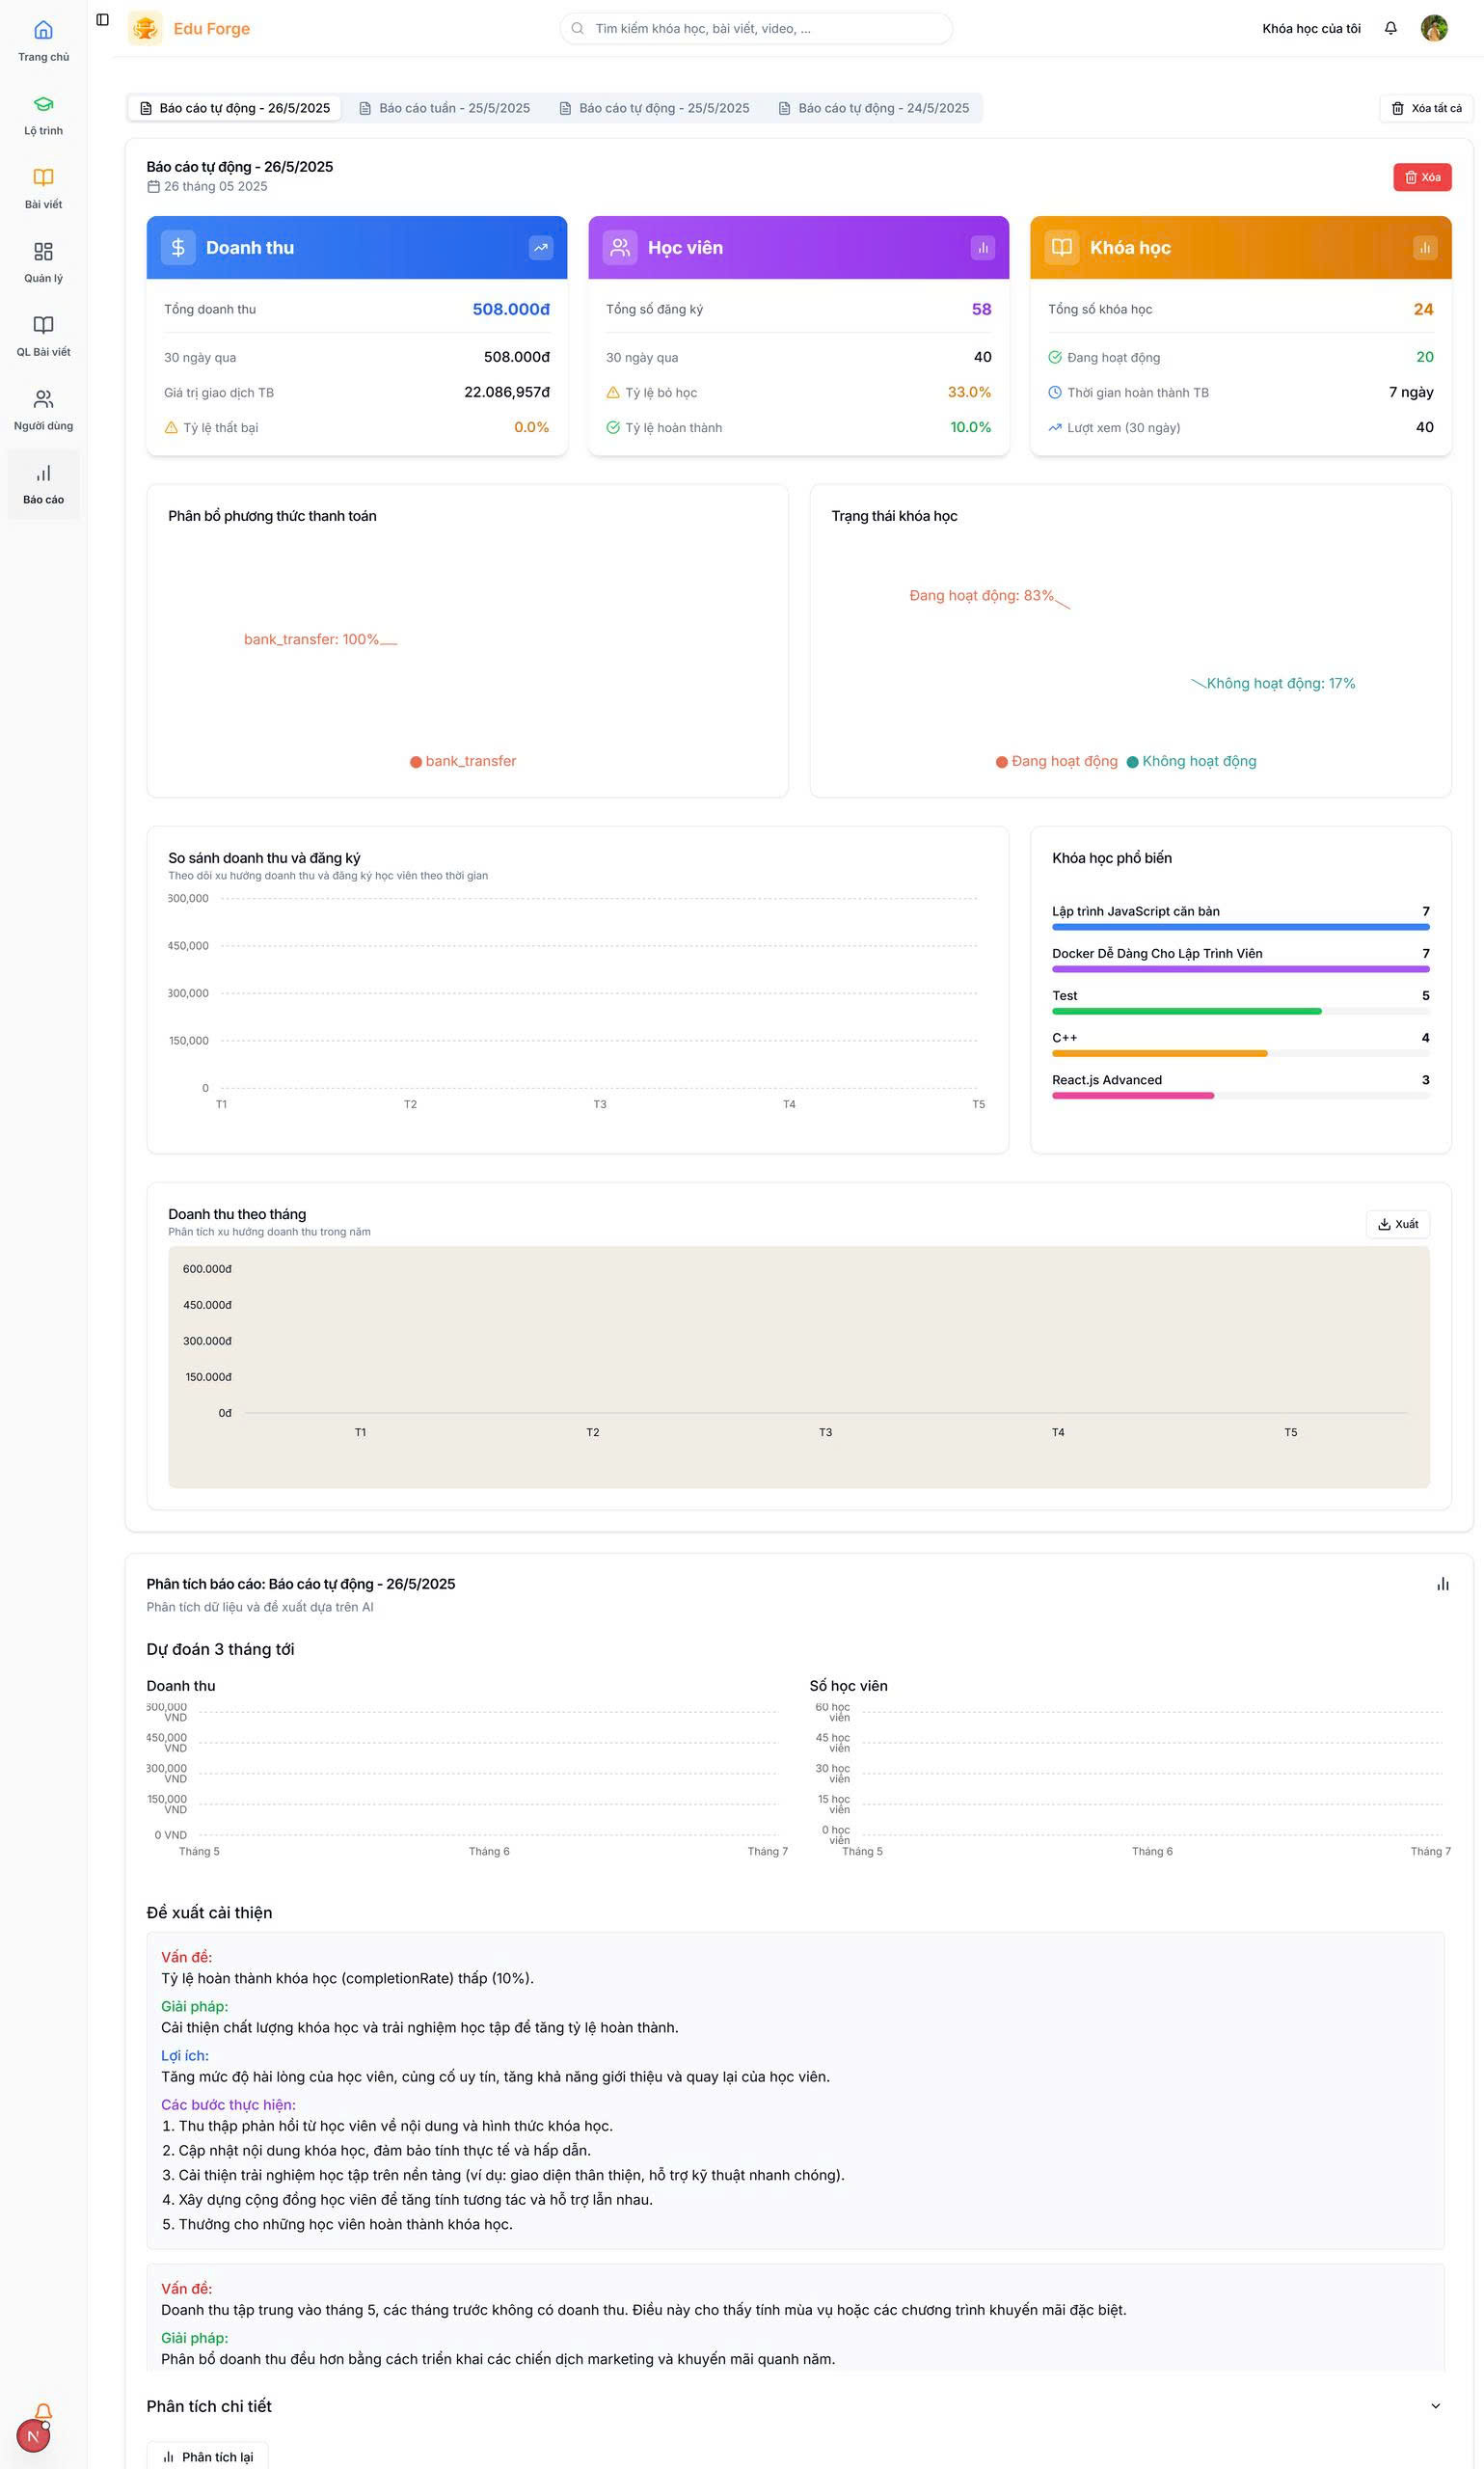 Trang chủ
Lộ trình
Bài viết
Quản lý
QL Bài viết
Người dùng
Báo cáo
N
Edu Forge
Tìm kiếm khóa học, bài viết, video, ...
Khóa học của tôi
Báo cáo tự động - 26/5/2025
Báo cáo tuần - 25/5/2025
Báo cáo tự động - 25/5/2025
Báo cáo tự động - 24/5/2025
Xóa tất cả
Báo cáo tự động - 26/5/2025
26 tháng 05 2025
Xóa
Doanh thu
Tổng doanh thu 508.000đ
30 ngày qua 508.000đ
Giá trị giao dịch TB 22.086,957đ
Tỷ lệ thất bại 0.0%
Học viên
Tổng số đăng ký 58
30 ngày qua 40
Tỷ lệ bỏ học 33.0%
Tỷ lệ hoàn thành 10.0%
Khóa học
Tổng số khóa học 24
Đang hoạt động 20
Thời gian hoàn thành TB 7 ngày
Lượt xem (30 ngày) 40
Phân bổ phương thức thanh toán
bank_transfer: 100%
bank_transfer
Trạng thái khóa học
Đang hoạt động: 83%
Không hoạt động: 17%
Đang hoạt động Không hoạt động
So sánh doanh thu và đăng ký
Theo dõi xu hướng doanh thu và đăng ký học viên theo thời gian
600,000
450,000
300,000
150,000
0
T1 T2 T3 T4 T5
Khóa học phổ biến
Lập trình JavaScript căn bản 7
Docker Dễ Dàng Cho Lập Trình Viên 7
Test 5
C++ 4
React.js Advanced 3
Doanh thu theo tháng
Phân tích xu hướng doanh thu trong năm
Xuất
600.000đ
450.000đ
300.000đ
150.000đ
0đ
T1 T2 T3 T4 T5
Phân tích báo cáo: Báo cáo tự động - 26/5/2025
Phân tích dữ liệu và đề xuất dựa trên AI
Dự đoán 3 tháng tới
Doanh thu
600,000
VND
450,000
VND
300,000
VND
150,000
VND
0 VND
Tháng 5 Tháng 6 Tháng 7
Số học viên
60 học
viên
45 học
viên
30 học
viên
15 học
viên
0 học
viên
Tháng 5 Tháng 6 Tháng 7
Đề xuất cải thiện
Vấn đề:
Tỷ lệ hoàn thành khóa học (completionRate) thấp (10%).
Giải pháp:
Cải thiện chất lượng khóa học và trải nghiệm học tập để tăng tỷ lệ hoàn thành.
Lợi ích:
Tăng mức độ hài lòng của học viên, củng cố uy tín, tăng khả năng giới thiệu và quay lại của học viên.
Các bước thực hiện:
1. Thu thập phản hồi từ học viên về nội dung và hình thức khóa học.
2. Cập nhật nội dung khóa học, đảm bảo tính thực tế và hấp dẫn.
3. Cải thiện trải nghiệm học tập trên nền tảng (ví dụ: giao diện thân thiện, hỗ trợ kỹ thuật nhanh chóng).
4. Xây dựng cộng đồng học viên để tăng tính tương tác và hỗ trợ lẫn nhau.
5. Thưởng cho những học viên hoàn thành khóa học.
Vấn đề:
Doanh thu tập trung vào tháng 5, các tháng trước không có doanh thu. Điều này cho thấy tính mùa vụ hoặc các chương trình khuyến mãi đặc biệt.
Giải pháp:
Phân bổ doanh thu đều hơn bằng cách triển khai các chiến dịch marketing và khuyến mãi quanh năm.
Phân tích chi tiết
Phân tích lại